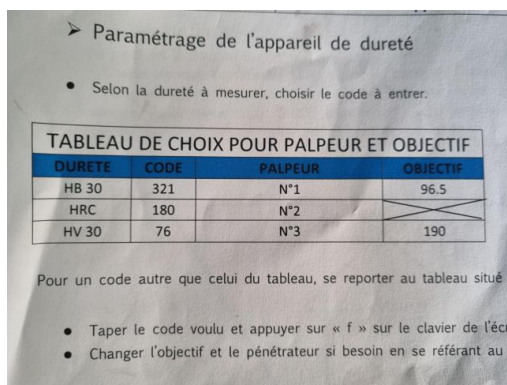 ➤ Paramétrage de l'appareil de dureté
• Selon la dureté à mesurer, choisir le code à entrer.
TABLEAU DE CHOIX POUR PALPEUR ET OBJECTIF
DURETE CODE PALPEUR OBJECTIF
HB 30 321 N°1 96.5
HRC 180 N°2
HV 30 76 N°3 190
Pour un code autre que celui du tableau, se reporter au tableau situé
• Taper le code voulu et appuyer sur « f » sur le clavier de
• Changer l'objectif et le pénétrateur si besoin en se référant au